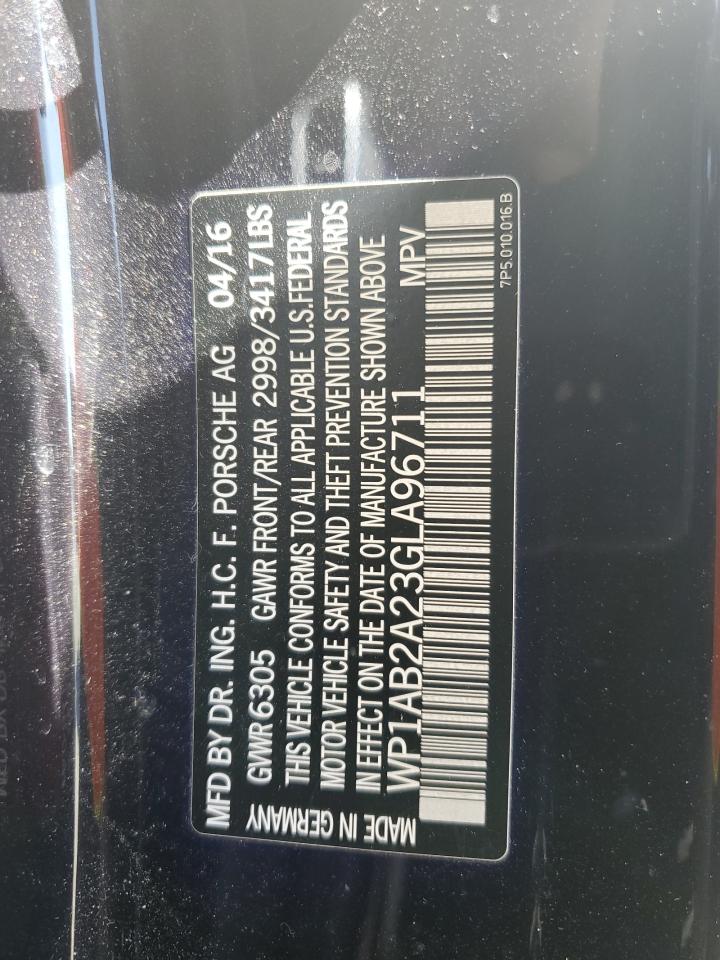 MFD BY DR. ING. H.C. F. PORSCHE AG 04/16
GVWR 6305 GAWR FRONT/REAR 2998/3417LBS
THIS VEHICLE CONFORMS TO ALL APPLICABLE U.S.FEDERAL
MOTOR VEHICLE SAFETY AND THEFT PREVENTION STANDARDS
IN EFFECT ON THE DATE OF MANUFACTURE SHOWN ABOVE
WP1AB2A23GLA96711 MPV
MADE IN GERMANY
7P5.010.016.B